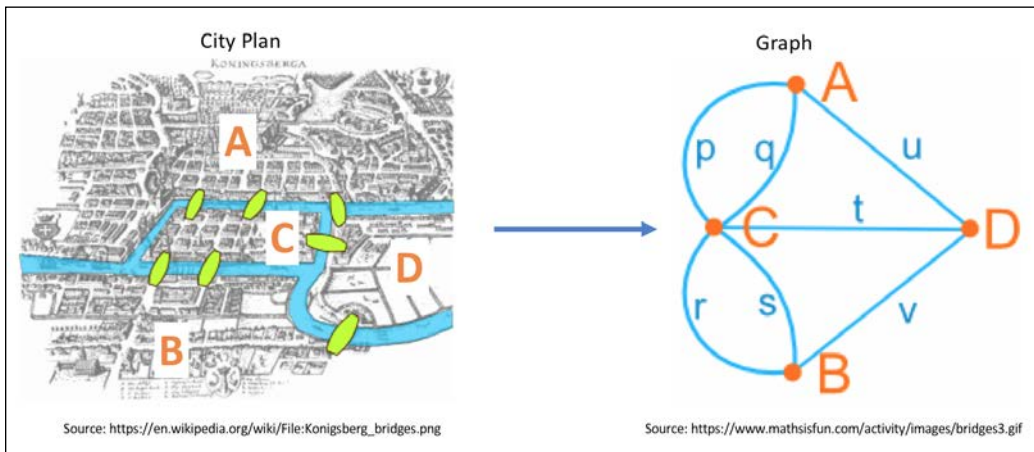 City Plan
KONINGSBERGA
A
C
D
B
Source: https://en.wikipedia.org/wiki/File:Konigsberg_bridges.png
Graph
A
p
q
u
C
t
D
r
s
v
B
Source: https://www.mathsisfun.com/activity/images/bridges3.gif